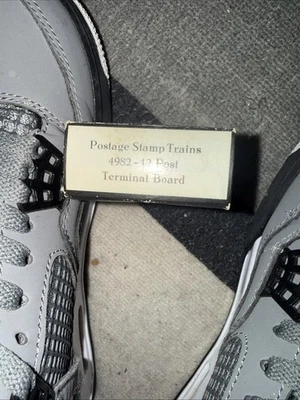 Postage Stamp Trains
4982 - 12 Post
Terminal Board